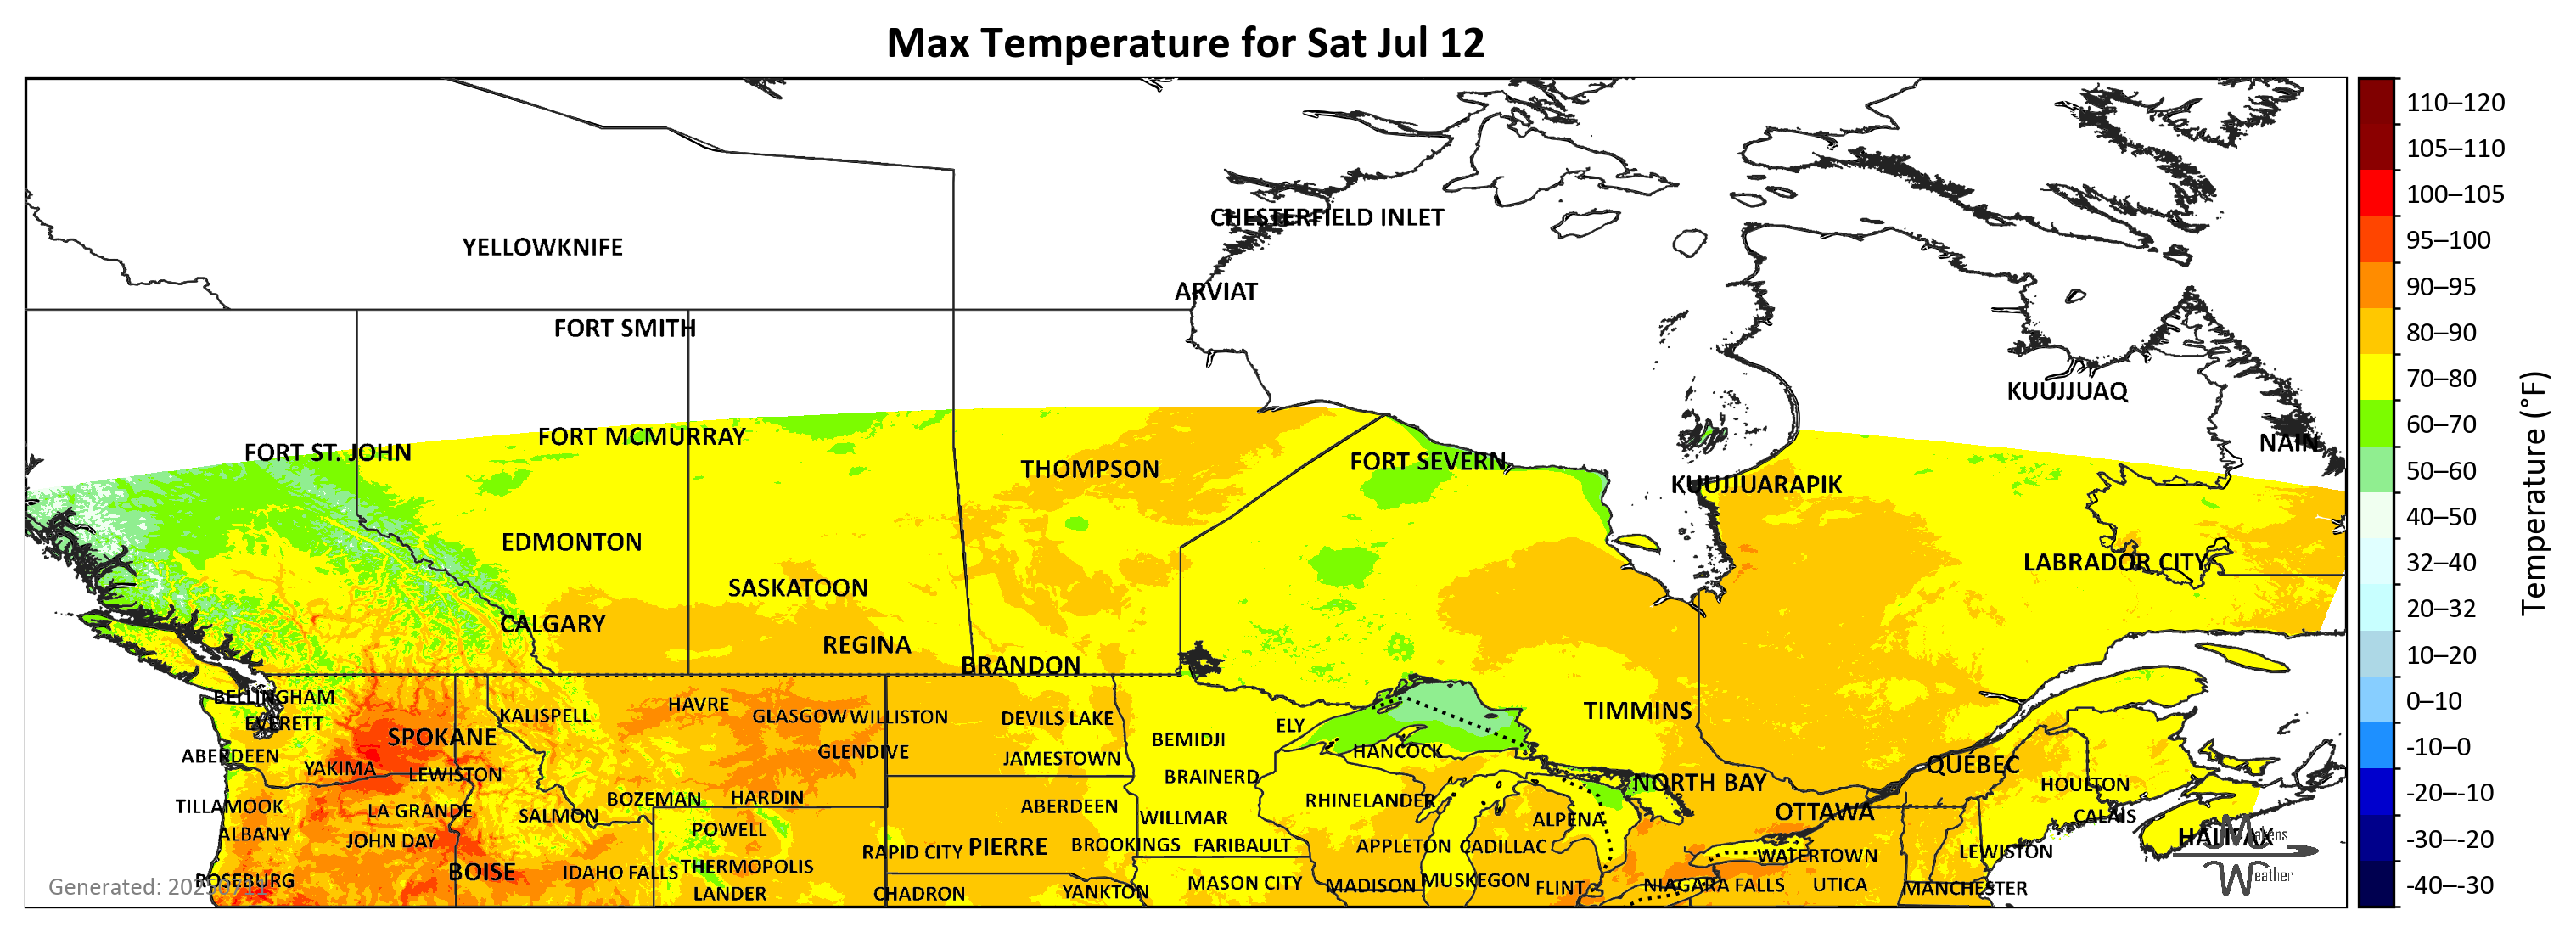 Max Temperature for Sat Jul 12
CHESTERFIELD INLET
YELLOWKNIFE
ARVIAT
FORT SMITH
KUUJJUAQ
FORT MCMURRAY
NAIN
FORT ST. JOHN
FORT SEVERN
THOMPSON
KUUJJUARAPIK
EDMONTON
LABRADOR CITY
SASKATOON
CALGARY
REGINA
BRANDON
BELLINGHAM
HAVRE
TIMMINS
KALISPELL
GLASGOW WILLISTON
DEVILS LAKE
EVERETT
ELY
SPOKANE
BEMIDJI
GLENDIVE
HANCOCK
ABERDEEN
JAMESTOWN
QUÉBEC
YAKIMA
LEWISTON
BRAINERD
NORTH BAY
HOULTON
BOZEMAN
HARDIN
RHINELANDER
TILLAMOOK
ABERDEEN
LA GRANDE
OTTAWA
SALMON
WILLMAR
ALPENA
CALAIS
POWELL
ALBANY
HALIFAX
JOHN DAY
PIERRE
BROOKINGS
FARIBAULT
APPLETON
CADILLAC
RAPID CITY
LEWISTON
WATERTOWN
THERMOPOLIS
BOISE
IDAHO FALLS
ROSEBURG
MUSKEGON
MASON CITY
MADISON
NIAGARA FALLS
UTICA
FLINT
MANCHESTER
YANKTON
LANDER
CHADRON
Makens
Weather
110–120
105–110
100–105
95–100
90–95
80–90
70–80
60–70
50–60
40–50
32–40
20–32
10–20
0–10
-10–0
-20–-10
-30–-20
-40–-30
Temperature (°F)